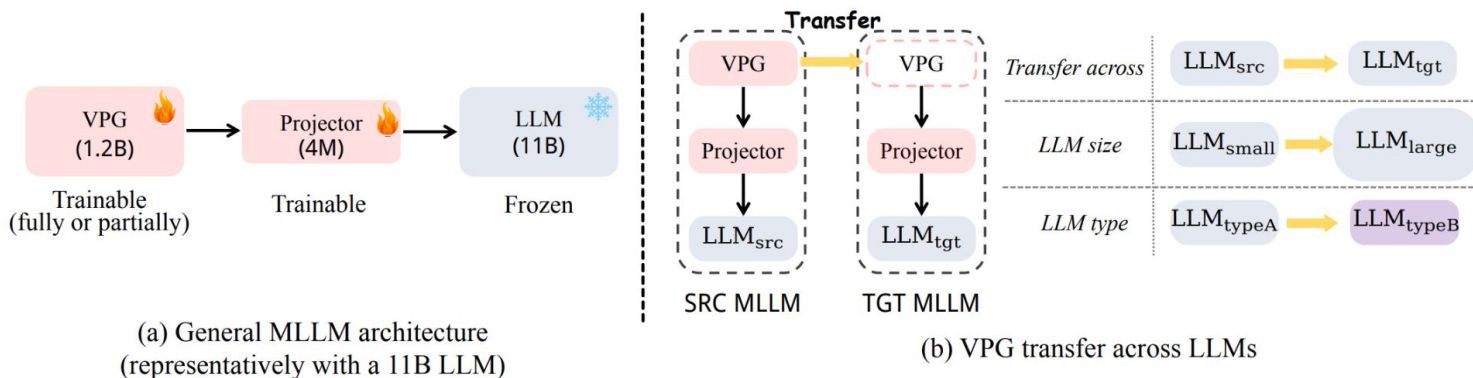 VPG
(1.2B)
Projector
(4M)
LLM
(11B)
Trainable
(fully or partially)
Trainable
Frozen
(a) General MLLM architecture
(representatively with a 11B LLM)
Transfer
VPG
VPG
Projector
Projector
LLMsrc
LLMtgt
SRC MLLM
TGT MLLM
Transfer across
LLMsrc
LLMtgt
LLM size
LLMsmall
LLMlarge
LLM type
LLMtypeA
LLMtypeB
(b) VPG transfer across LLMs